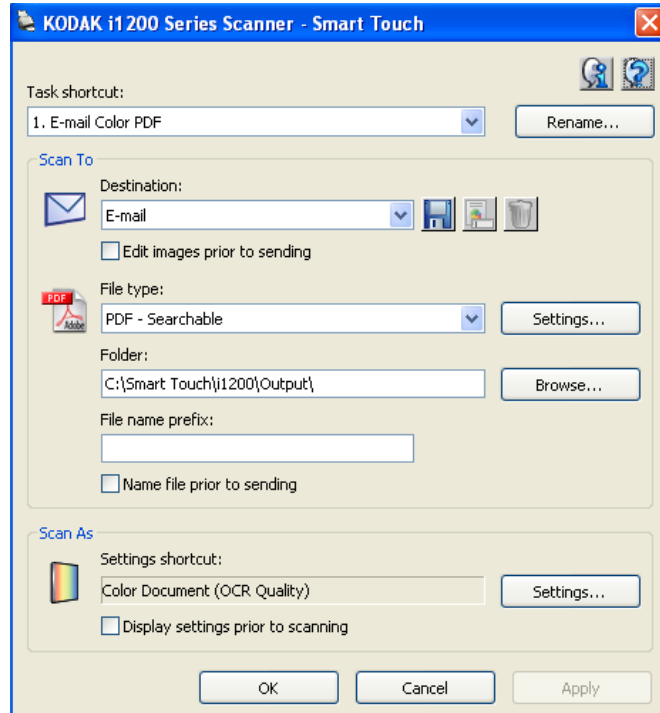 KODAK i1200 Series Scanner - Smart Touch
Task shortcut:
1. E-mail Color PDF
Rename...
Scan To
Destination:
E-mail
Edit images prior to sending
File type:
PDF
Adobe
PDF - Searchable
Settings...
Folder:
C:\Smart Touch\i1200\Output\
Browse...
File name prefix:
Name file prior to sending
Scan As
Settings shortcut:
Color Document (OCR Quality)
Settings...
Display settings prior to scanning
OK
Cancel
Apply